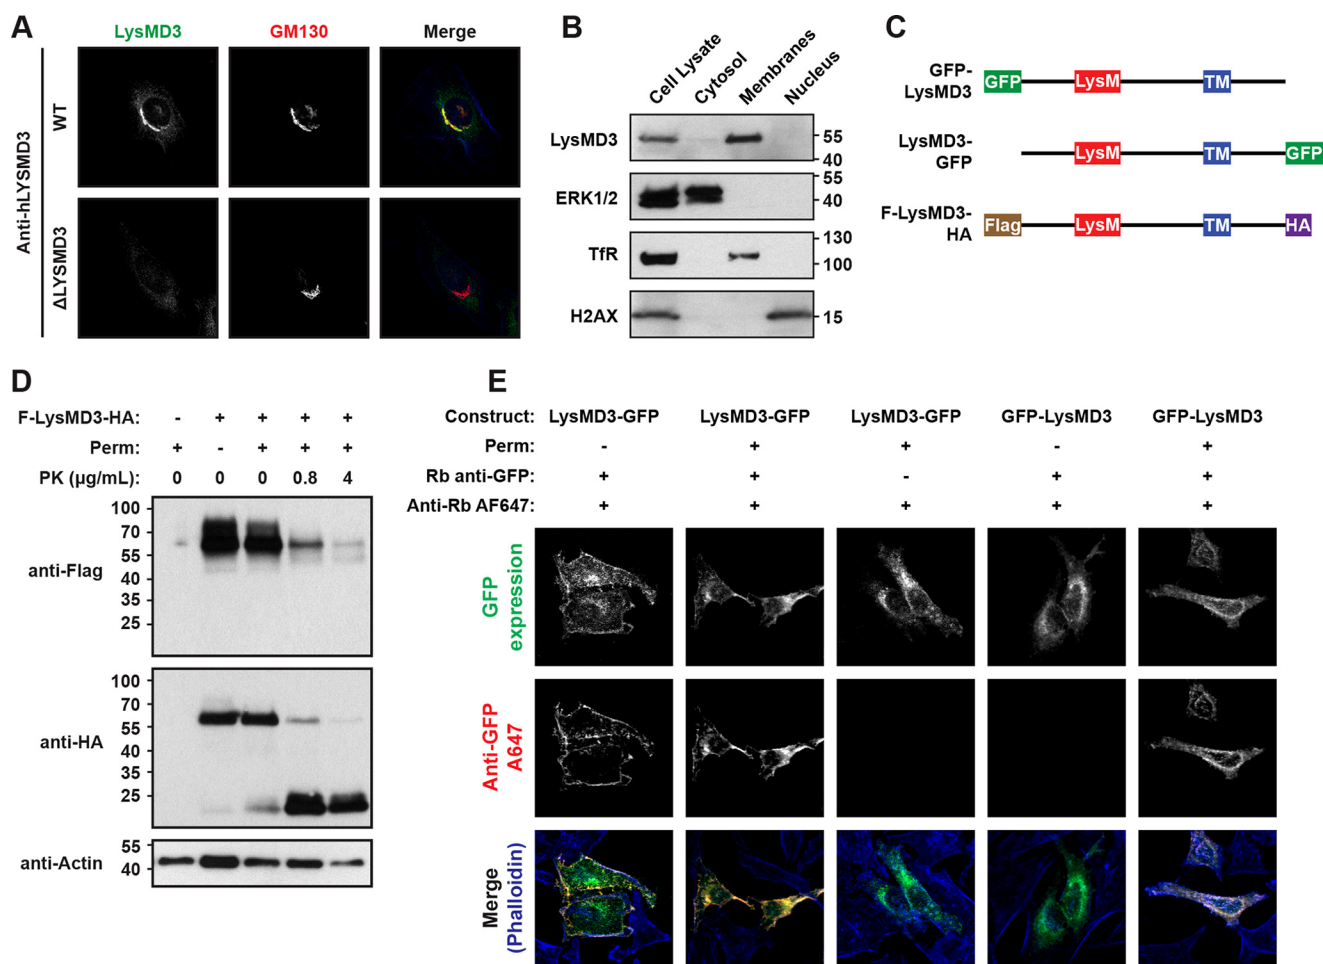 A
LysMD3
GM130
Merge
Anti-hLYSMD3
WT
ΔLYSMD3
B
Cell Lysate
Cytosol
Membranes
Nucleus
LysMD3
55
40
ERK1/2
55
40
TfR
130
100
H2AX
15
C
GFP-
LysMD3
GFP
LysM
TM
LysMD3-
GFP
LysM
TM
GFP
F-LysMD3-
HA
Flag
LysM
TM
HA
D
F-LysMD3-HA: - + + + +
Perm: + - + + +
PK (µg/mL): 0 0 0 0.8 4
anti-Flag
100
70
55
40
35
25
anti-HA
100
70
55
40
35
25
anti-Actin
55
40
E
Construct: LysMD3-GFP LysMD3-GFP LysMD3-GFP GFP-LysMD3 GFP-LysMD3
Perm: - + + - +
Rb anti-GFP: + + - + +
Anti-Rb AF647: + + + + +
GFP
expression
Anti-GFP
A647
Merge
(Phalloidin)